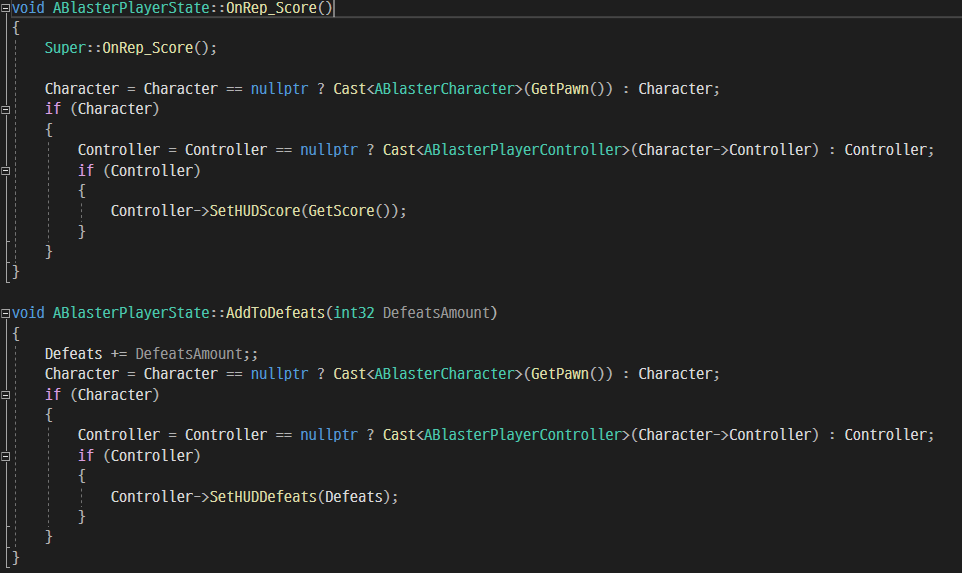 void ABlasterPlayerState::OnRep_Score()
{
    Super::OnRep_Score();

    Character = Character == nullptr ? Cast<ABlasterCharacter>(GetPawn()) : Character;
    if (Character)
    {
        Controller = Controller == nullptr ? Cast<ABlasterPlayerController>(Character->Controller) : Controller;
        if (Controller)
        {
            Controller->SetHUDScore(GetScore());
        }
    }
}

void ABlasterPlayerState::AddToDefeats(int32 DefeatsAmount)
{
    Defeats += DefeatsAmount;;
    Character = Character == nullptr ? Cast<ABlasterCharacter>(GetPawn()) : Character;
    if (Character)
    {
        Controller = Controller == nullptr ? Cast<ABlasterPlayerController>(Character->Controller) : Controller;
        if (Controller)
        {
            Controller->SetHUDDefeats(Defeats);
        }
    }
}